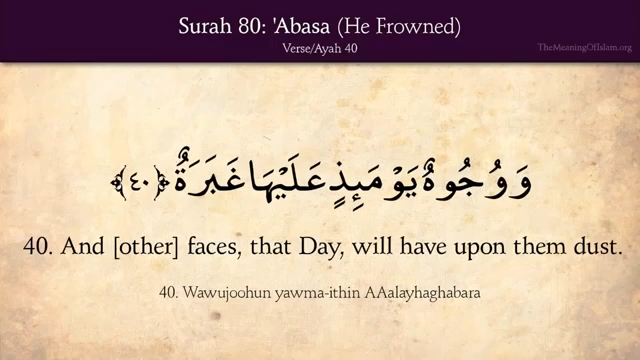 Surah 80: 'Abasa (He Frowned)
Verse/Ayah 40
TheMeaningOfIslam.org
وَوُجُوهٌ يَوْمَئِذٍ عَلَيْهَا غَبَرَةٌ ﴿٤٠﴾
40. And [other] faces, that Day, will have upon them dust.
40. Wawujoohun yawma-ithin AAalayhaghabara